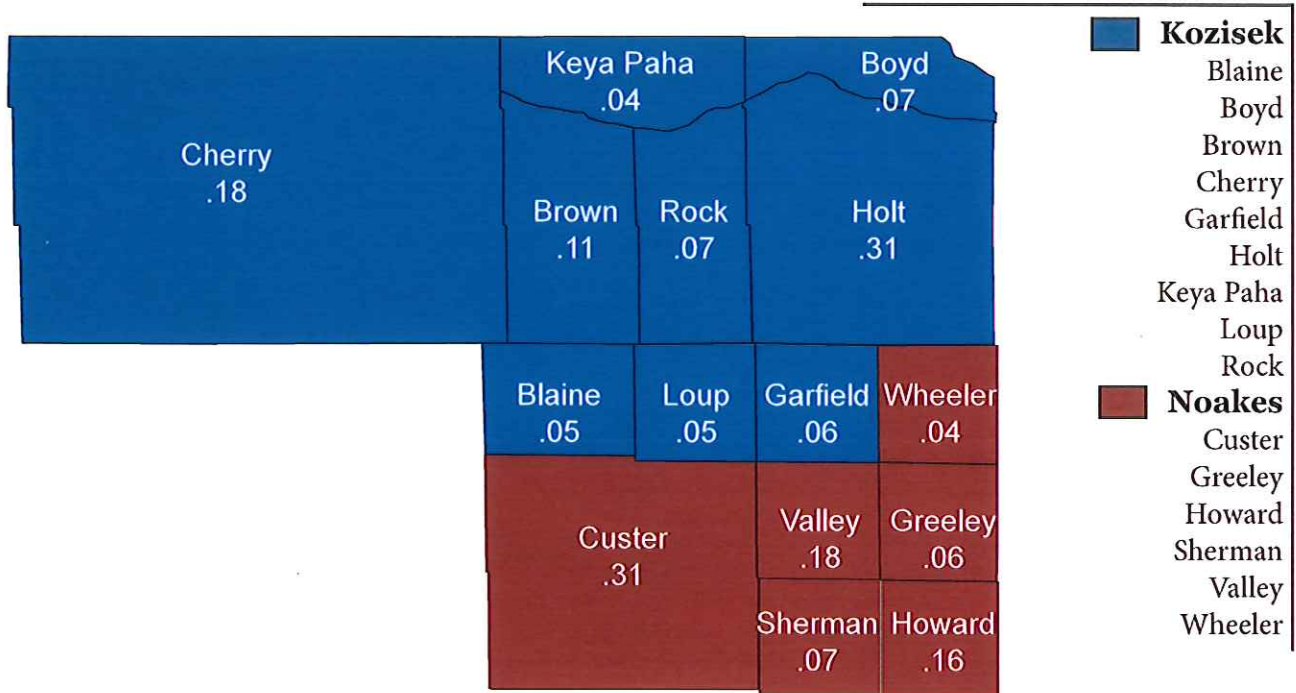 Keya Paha
.04
Boyd
.07
Cherry
.18
Brown
.11
Rock
.07
Holt
.31
Blaine
.05
Loup
.05
Garfield
.06
Wheeler
.04
Custer
.31
Valley
.18
Greeley
.06
Sherman
.07
Howard
.16
Kozisek
Blaine
Boyd
Brown
Cherry
Garfield
Holt
Keya Paha
Loup
Rock
Noakes
Custer
Greeley
Howard
Sherman
Valley
Wheeler